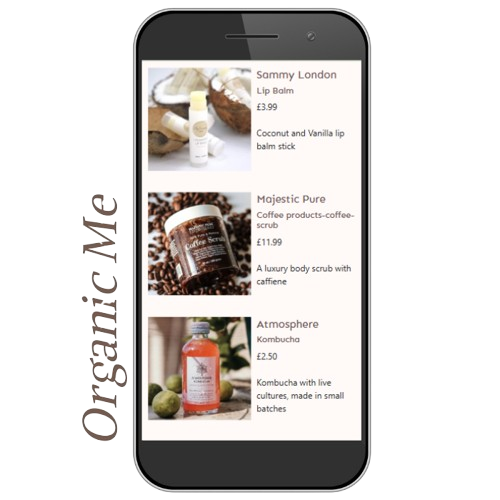 Organic Me
Sammy London
Lip Balm
£3.99
Coconut and Vanilla lip
balm stick
Majestic Pure
Coffee products-coffee-
scrub
£11.99
A luxury body scrub with
caffiene
Coffee Scrub
Atmosphere
Kombucha
£2.50
Kombucha with live
cultures, made in small
batches